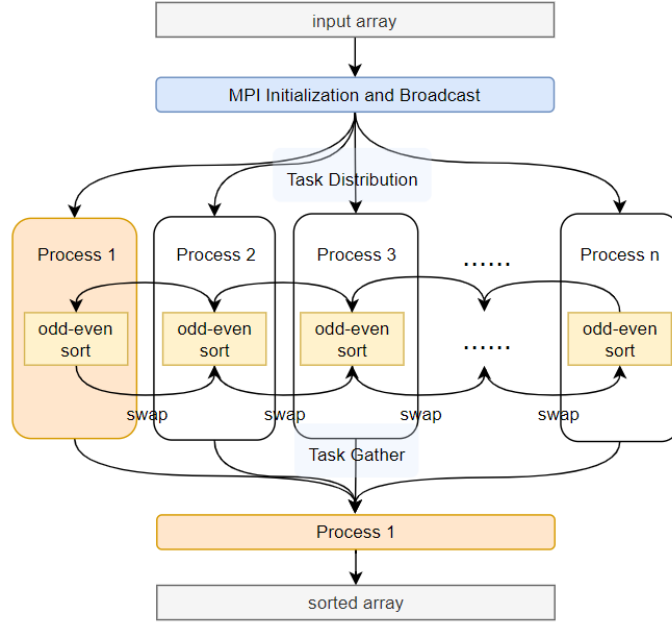 input array
MPI Initialization and Broadcast
Task Distribution
Process 1
Process 2
Process 3
......
Process n
odd-even
sort
odd-even
sort
odd-even
sort
......
odd-even
sort
swap
swap
swap
swap
Task Gather
Process 1
sorted array